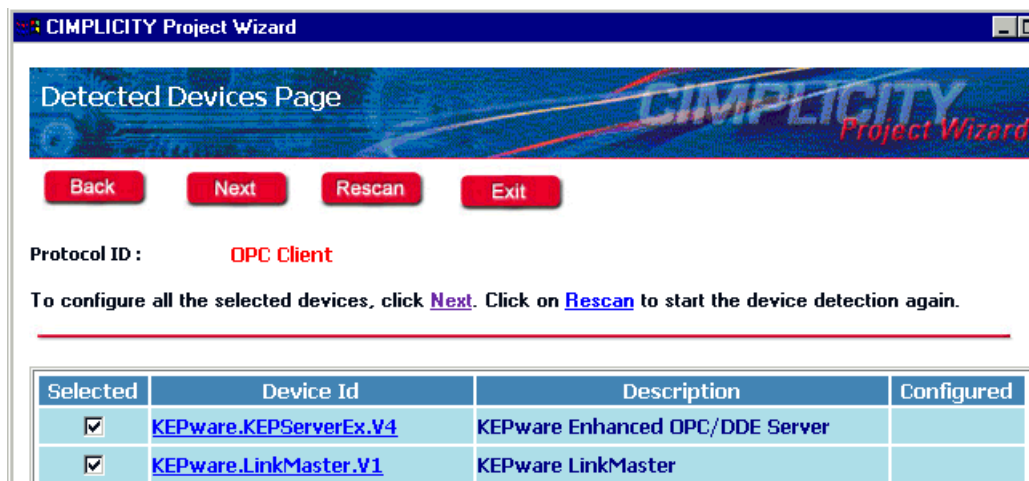 CIMPLICITY Project Wizard
Detected Devices Page
CIMPLICITY
Project Wizard
Back Next Rescan Exit
Protocol ID : OPC Client
To configure all the selected devices, click Next. Click on Rescan to start the device detection again.
Selected Device Id Description Configured
KEPware.KEPServerEx.V4 KEPware Enhanced OPC/DDE Server
KEPware.LinkMaster.V1 KEPware LinkMaster